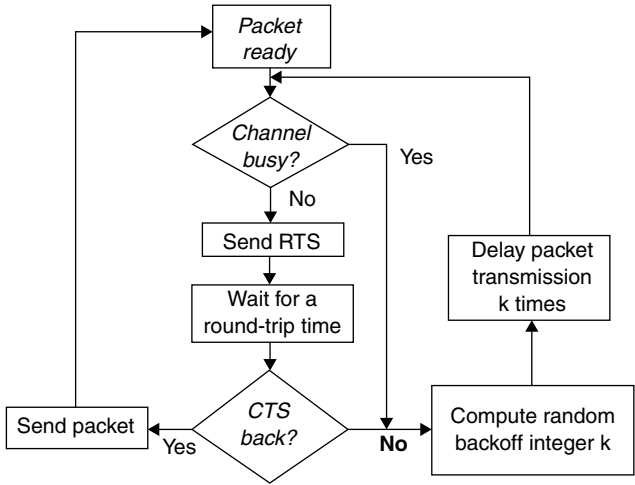 Packet
ready
Channel
busy?
Yes
No
Send RTS
Wait for a
round-trip time
Delay packet
transmission
k times
CTS
back?
Send packet
Yes
No
Compute random
backoff integer k